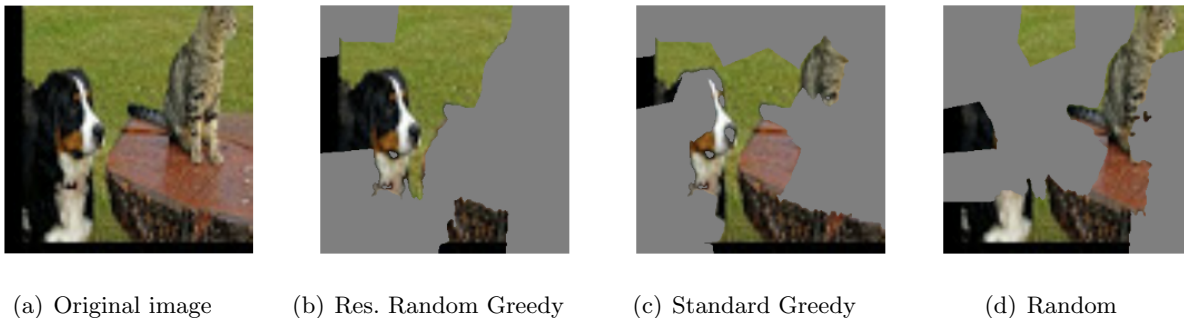 (a) Original image
(b) Res. Random Greedy
(c) Standard Greedy
(d) Random